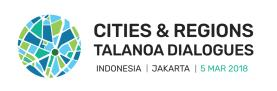 CITIES & REGIONS
TALANOA DIALOGUES
INDONESIA | JAKARTA | 5 MAR 2018